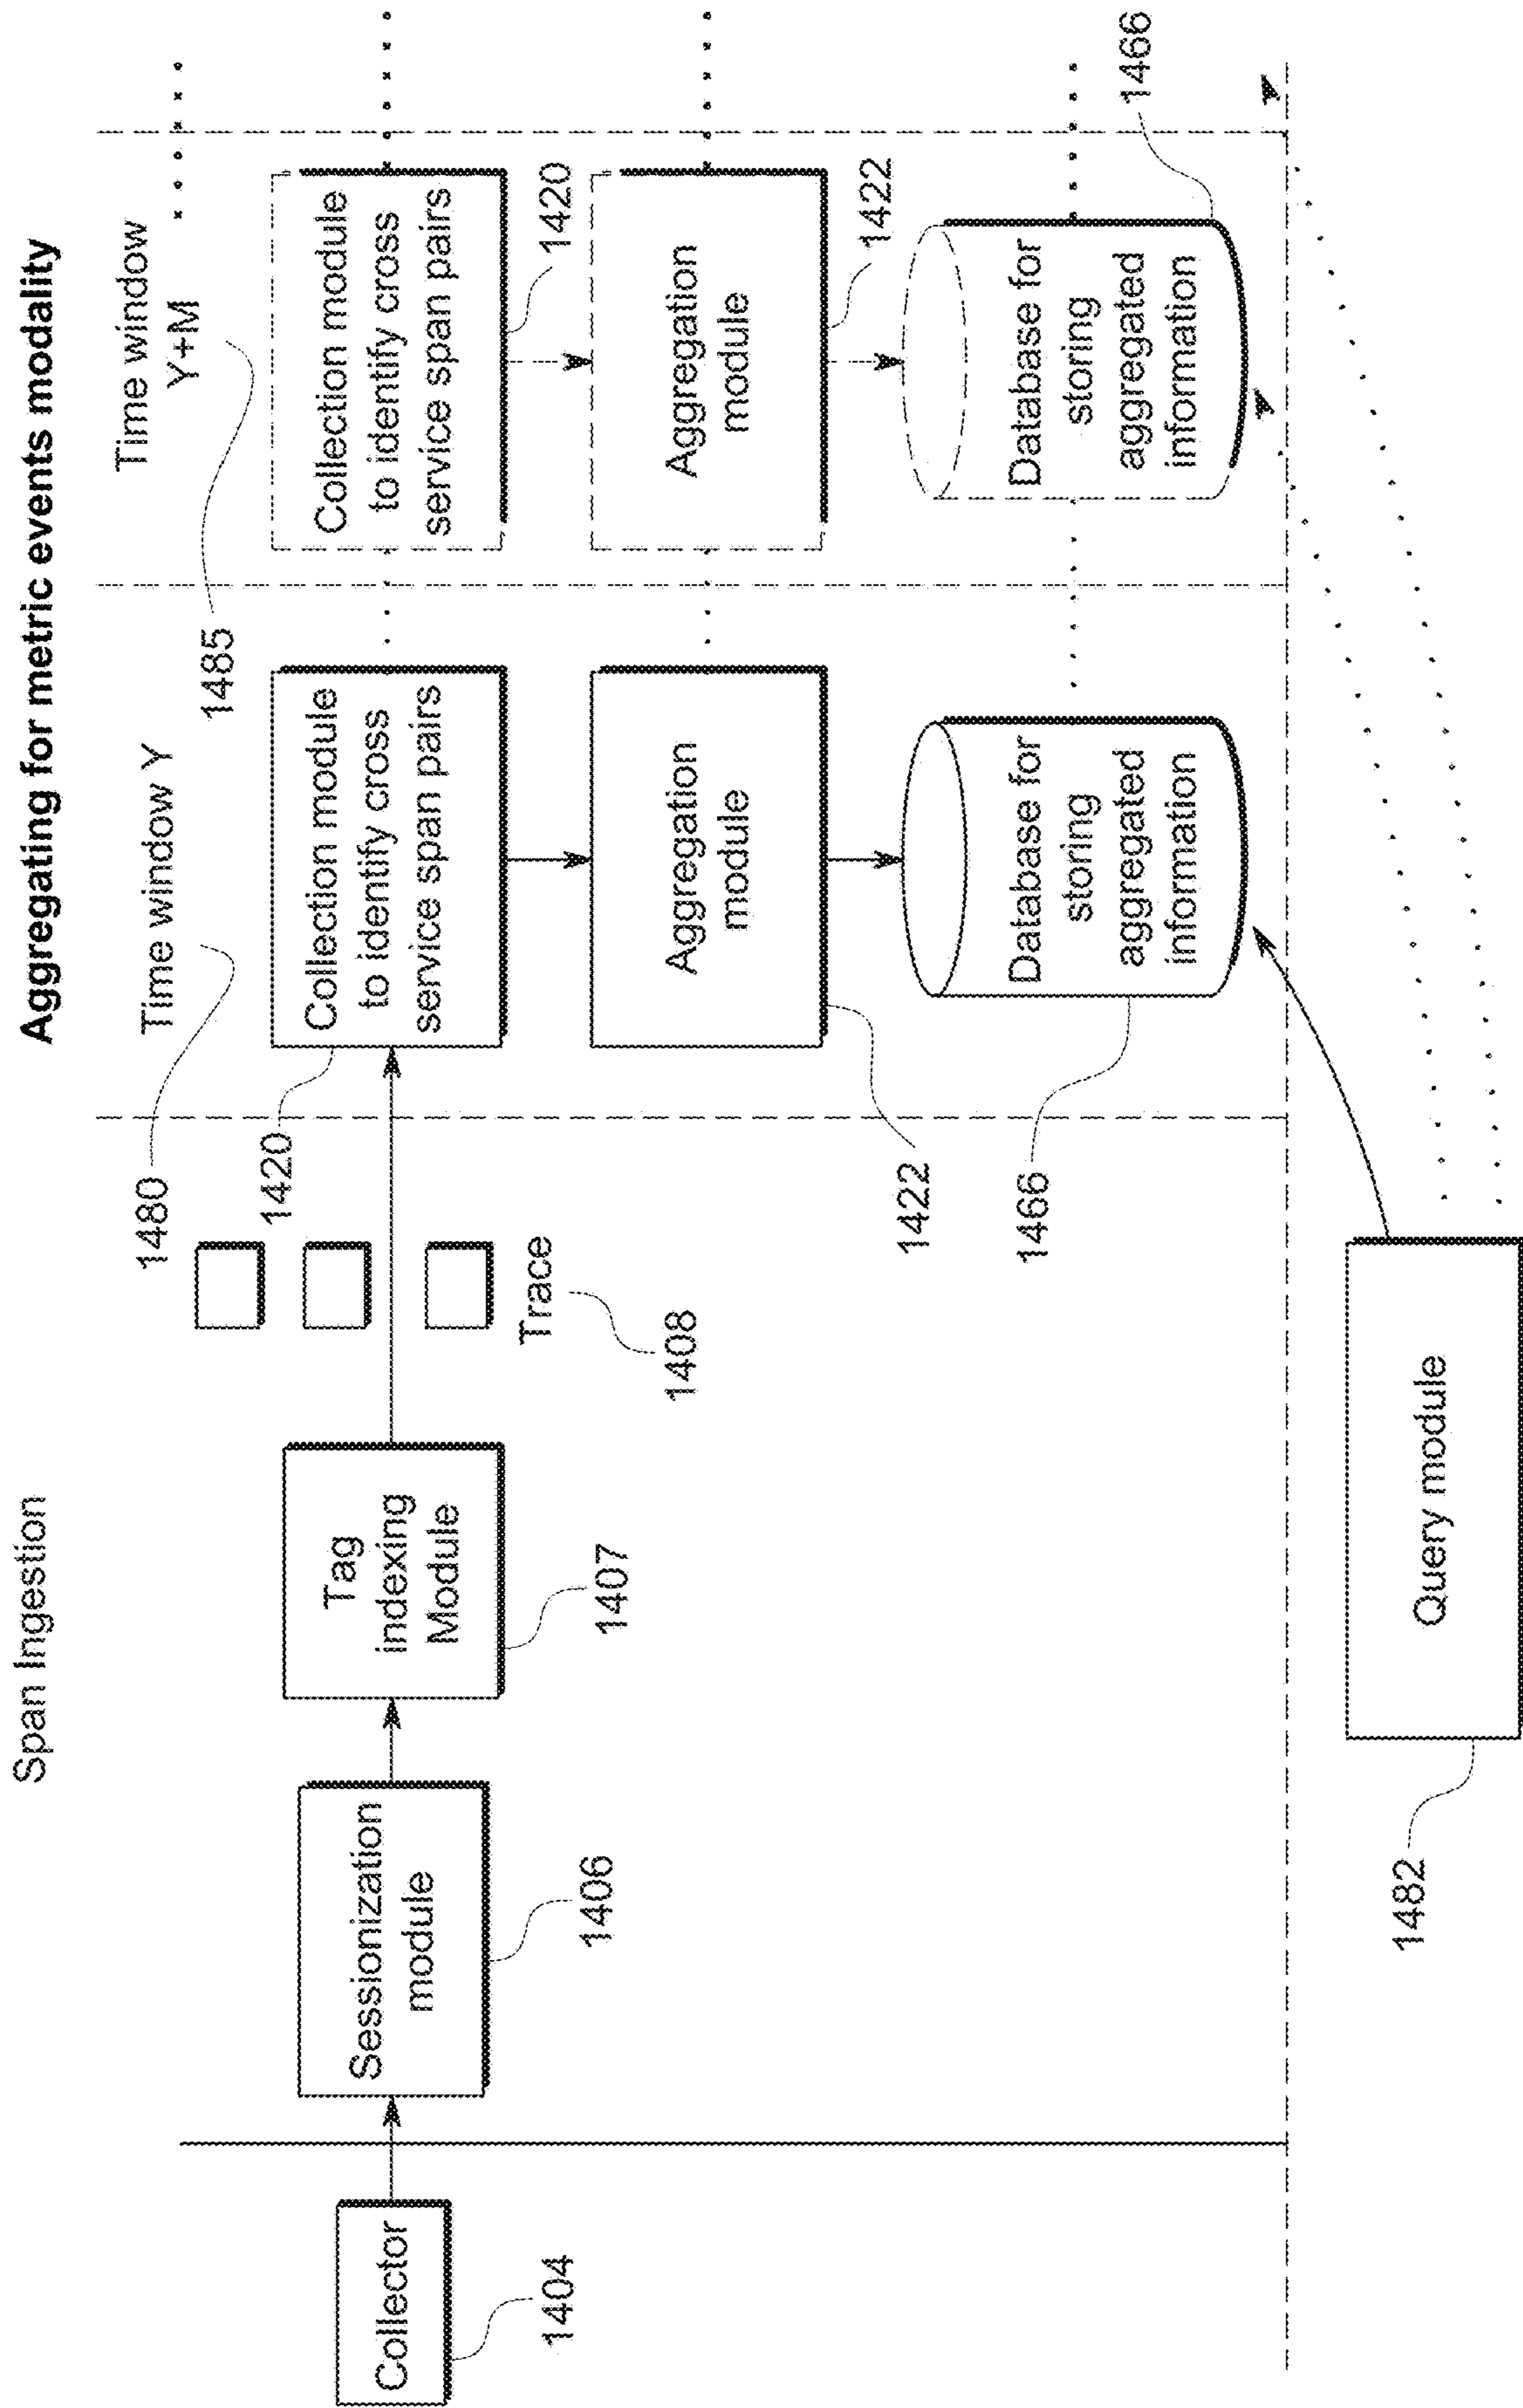 Span Ingestion
Aggregating for metric events modality
Time window Y
Time window
Y+M
1480
1485
Collector
1404
Sessionization
module
1406
Tag
indexing
Module
1407
Trace
1408
1420
Collection module
to identify cross
service span pairs
Collection module
to identify cross
service span pairs
1420
Aggregation
module
1422
Aggregation
module
1422
Database for
storing
aggregated
information
1466
Database for
storing
aggregated
information
1466
Query module
1482